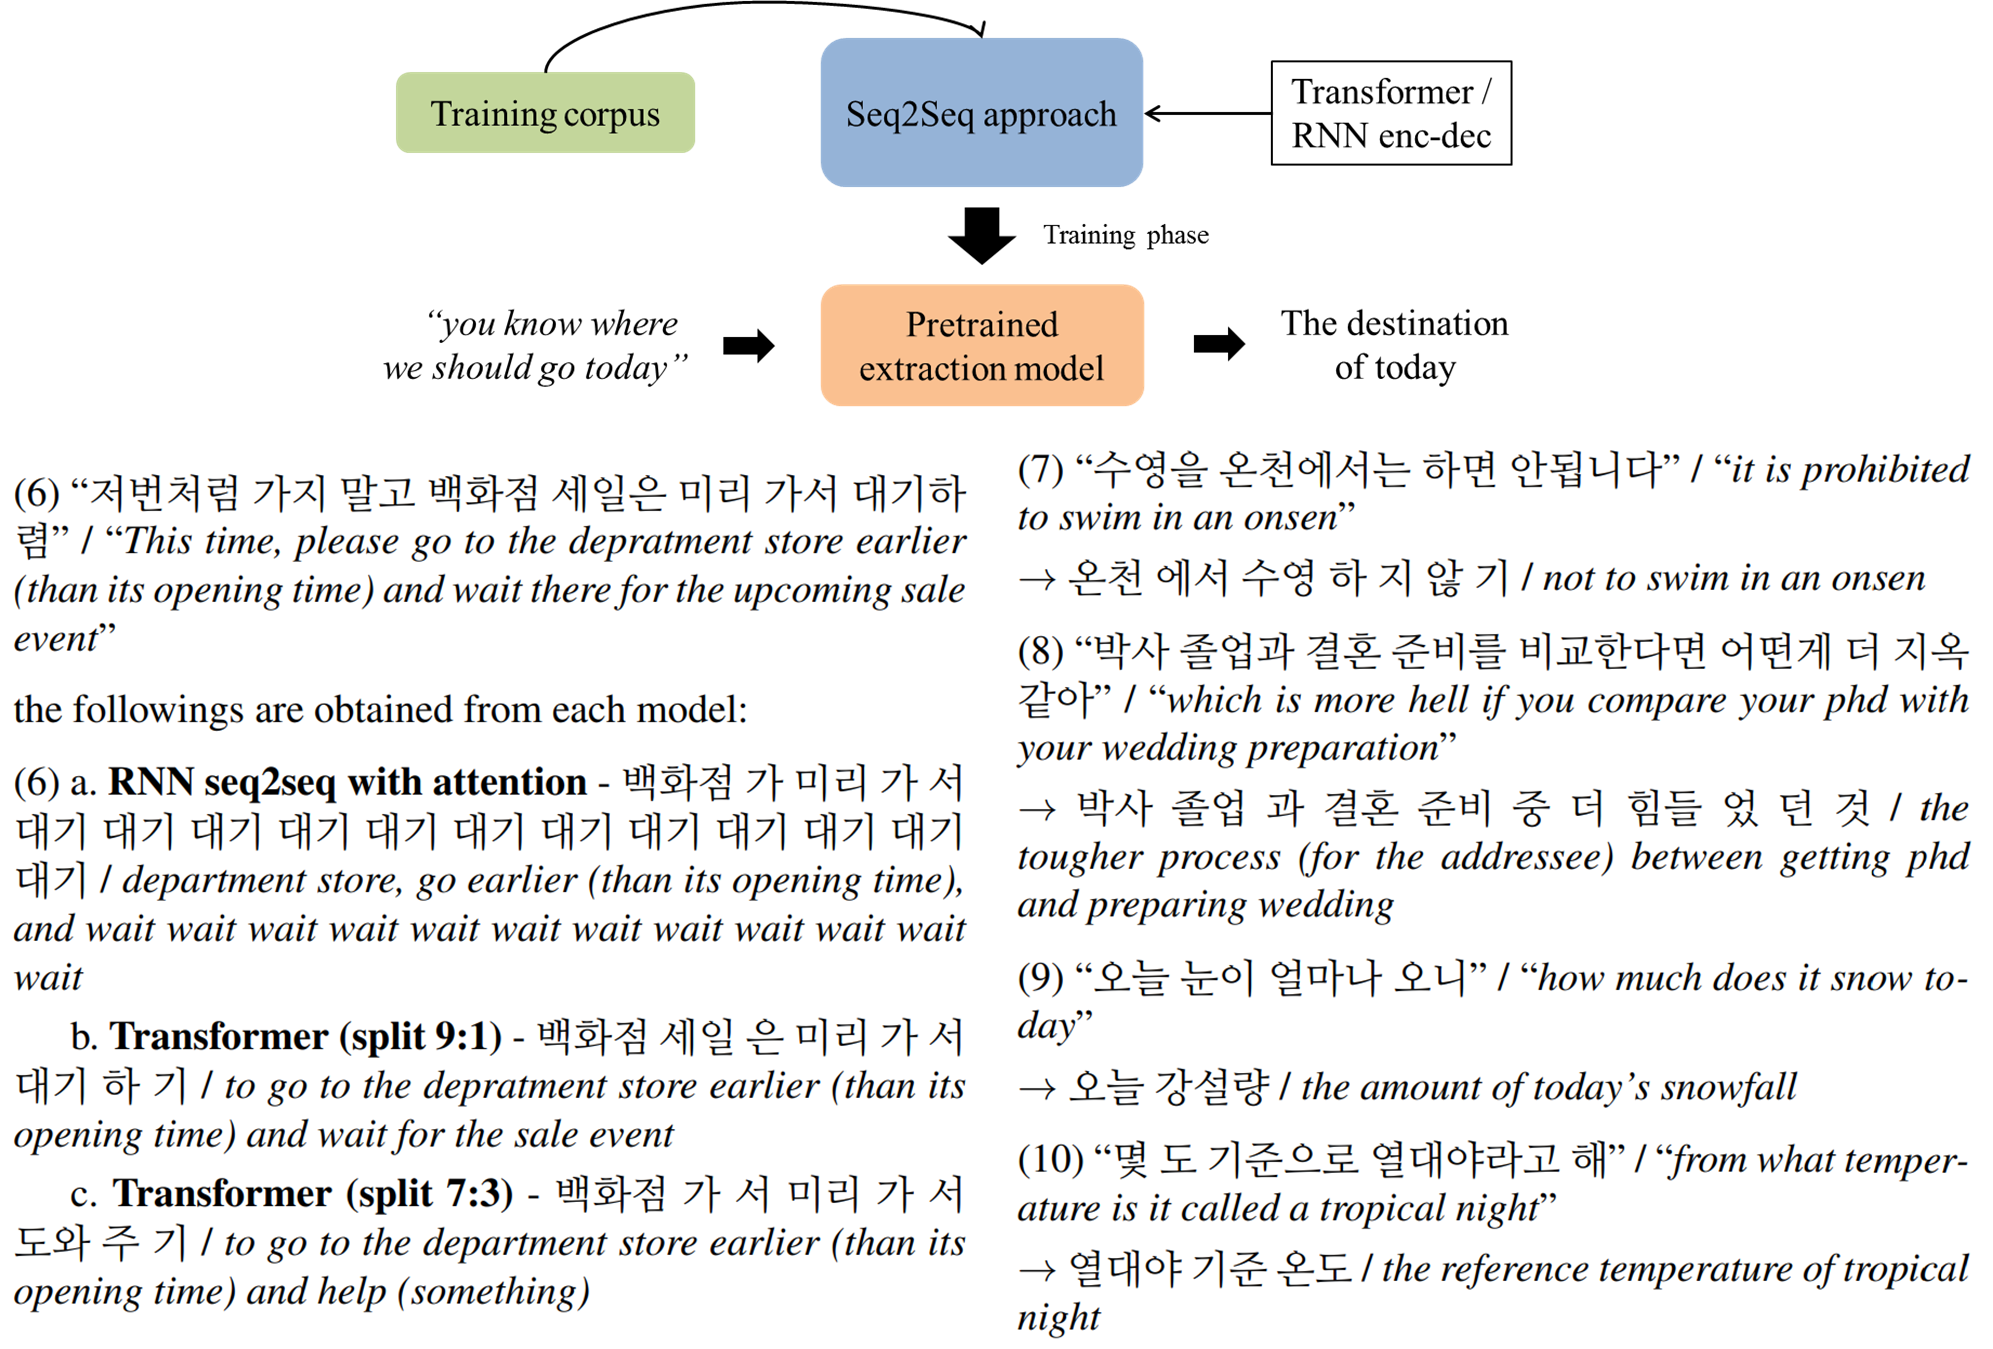 Training corpus
Seq2Seq approach
Transformer /
RNN enc-dec
Training phase
“you know where
we should go today”
Pretrained
extraction model
The destination
of today
(6) “저번처럼 가지 말고 백화점 세일은 미리 가서 대기하
렴” / “This time, please go to the depratment store earlier
(than its opening time) and wait there for the upcoming sale
event”
the followings are obtained from each model:
(6) a. RNN seq2seq with attention - 백화점 가 미리 가 서
대기 대기 대기 대기 대기 대기 대기 대기 대기 대기 대기
대기 / department store, go earlier (than its opening time),
and wait wait wait wait wait wait wait wait wait wait wait
wait
b. Transformer (split 9:1) - 백화점 세일 은 미리 가 서
대기 하 기 / to go to the depratment store earlier (than its
opening time) and wait for the sale event
c. Transformer (split 7:3) - 백화점 가 서 미리 가 서
도와 주 기 / to go to the department store earlier (than its
opening time) and help (something)
(7) “수영을 온천에서는 하면 안됩니다” / “it is prohibited
to swim in an onsen”
→ 온천 에서 수영 하 지 않 기 / not to swim in an onsen
(8) “박사 졸업과 결혼 준비를 비교한다면 어떤게 더 지옥
같아” / “which is more hell if you compare your phd with
your wedding preparation”
→ 박사 졸업 과 결혼 준비 중 더 힘들 었 던 것 / the
tougher process (for the addressee) between getting phd
and preparing wedding
(9) “오늘 눈이 얼마나 오니” / “how much does it snow to-
day”
→ 오늘 강설량 / the amount of today’s snowfall
(10) “몇 도 기준으로 열대야라고 해” / “from what temper-
ature is it called a tropical night”
→ 열대야 기준 온도 / the reference temperature of tropical
night